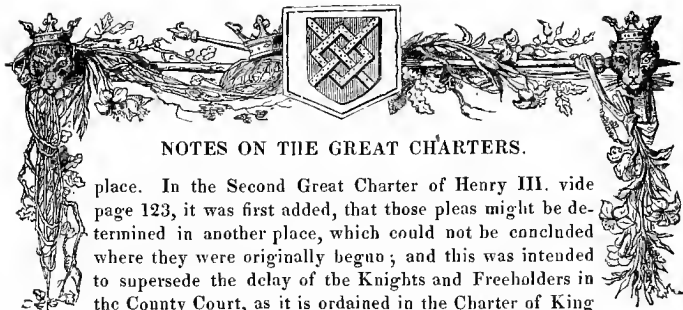 NOTES ON THE GREAT CHARTERS.
place. In the Second Great Charter of Henry III. vide
page 123, it was first added, that those pleas might be de-
termined in another place, which could not be concluded
where they were originally begun; and this was intended
to supersede the delay of the Knights and Freeholders in
the County Court, as it is ordained in the Charter of King